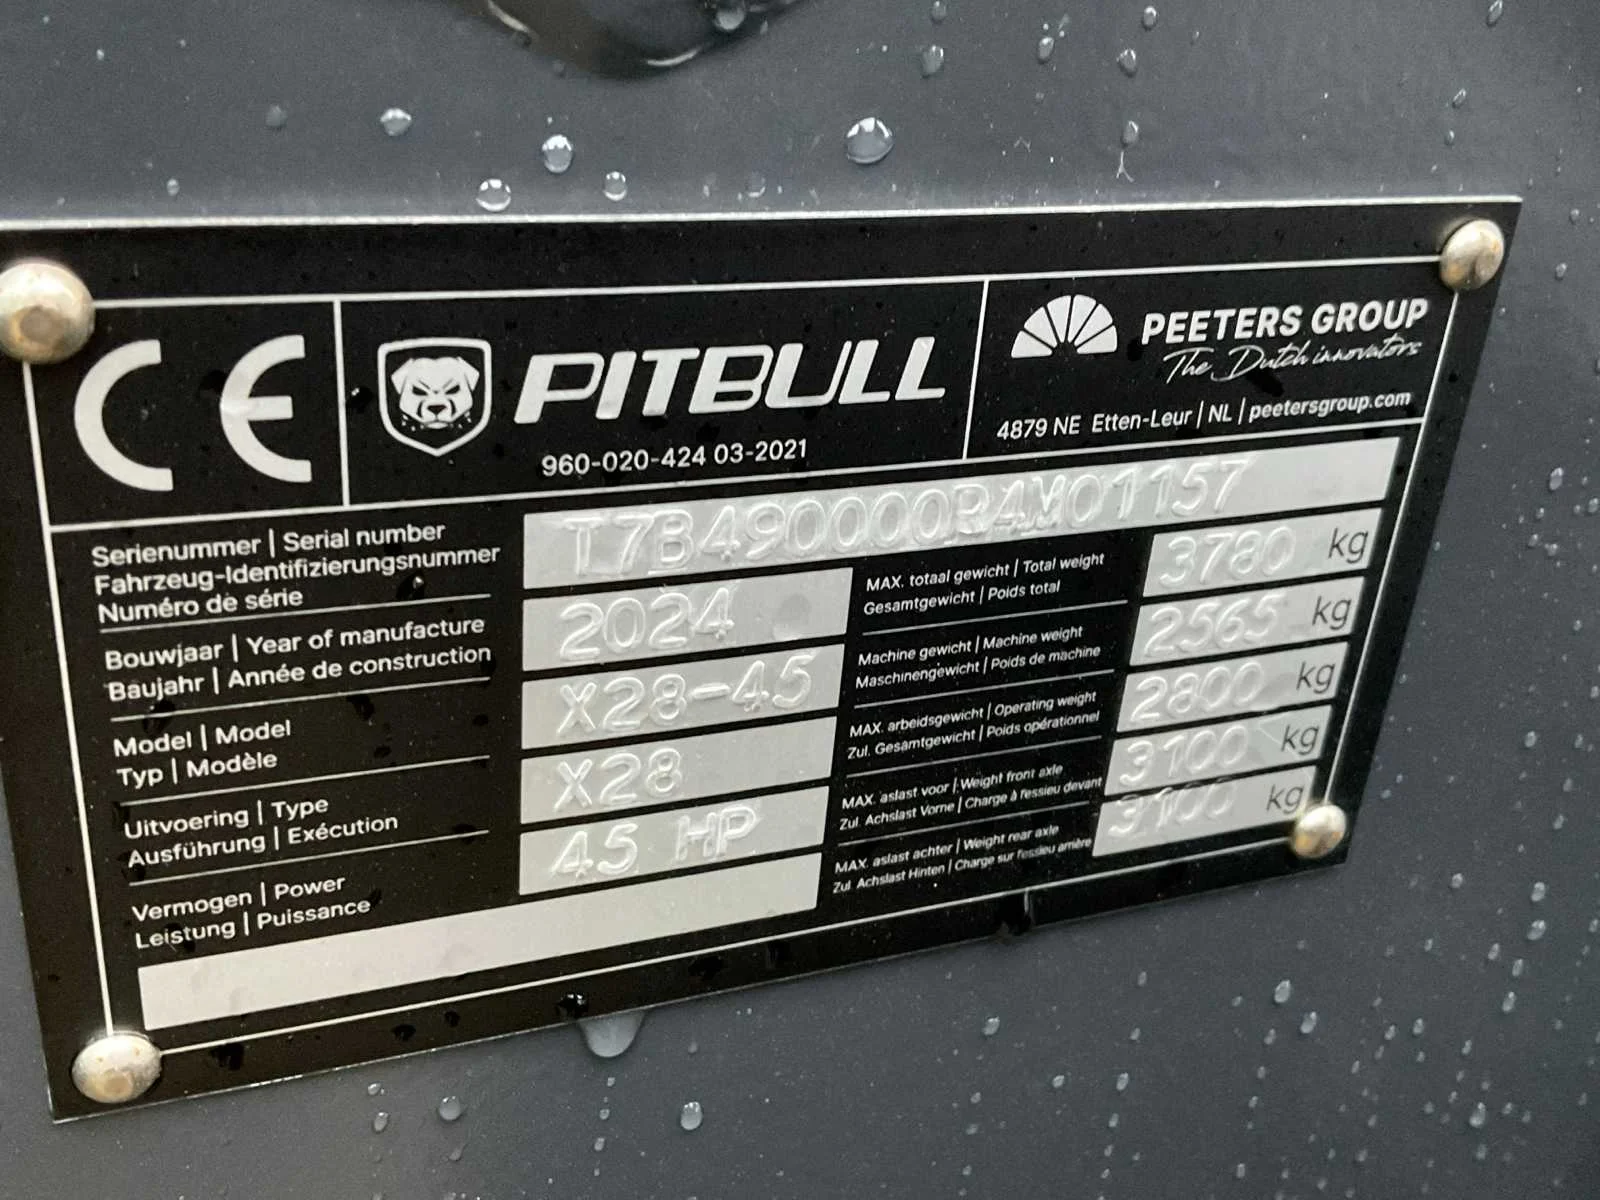 CE
PITBULL
960-020-424 03-2021
PEETERS GROUP
The Dutch innovators
4879 NE Etten-Leur | NL | peetersgroup.com
Serienummer | Serial number
Fahrzeug-Identifizierungsnummer
Numéro de série
T7B490000R4M01157
Bouwjaar | Year of manufacture
Baujahr | Année de construction
2024
Model | Model
Typ | Modèle
X28-45
Uitvoering | Type
Ausführung | Exécution
X28
Vermogen | Power
Leistung | Puissance
45 HP
MAX. totaal gewicht | Total weight
Gesamtgewicht | Poids total
3780 kg
Machine gewicht | Machine weight
Maschinengewicht | Poids de machine
2565 kg
MAX. arbeidsgewicht | Operating weight
Zul. Gesamtgewicht | Poids opérationnel
2800 kg
MAX. aslast voor | Weight front axle
Zul. Achslast Vorne | Charge à l'essieu devant
3100 kg
MAX. aslast achter | Weight rear axle
Zul. Achslast Hinten | Charge sur l'essieu arrière
3100 kg